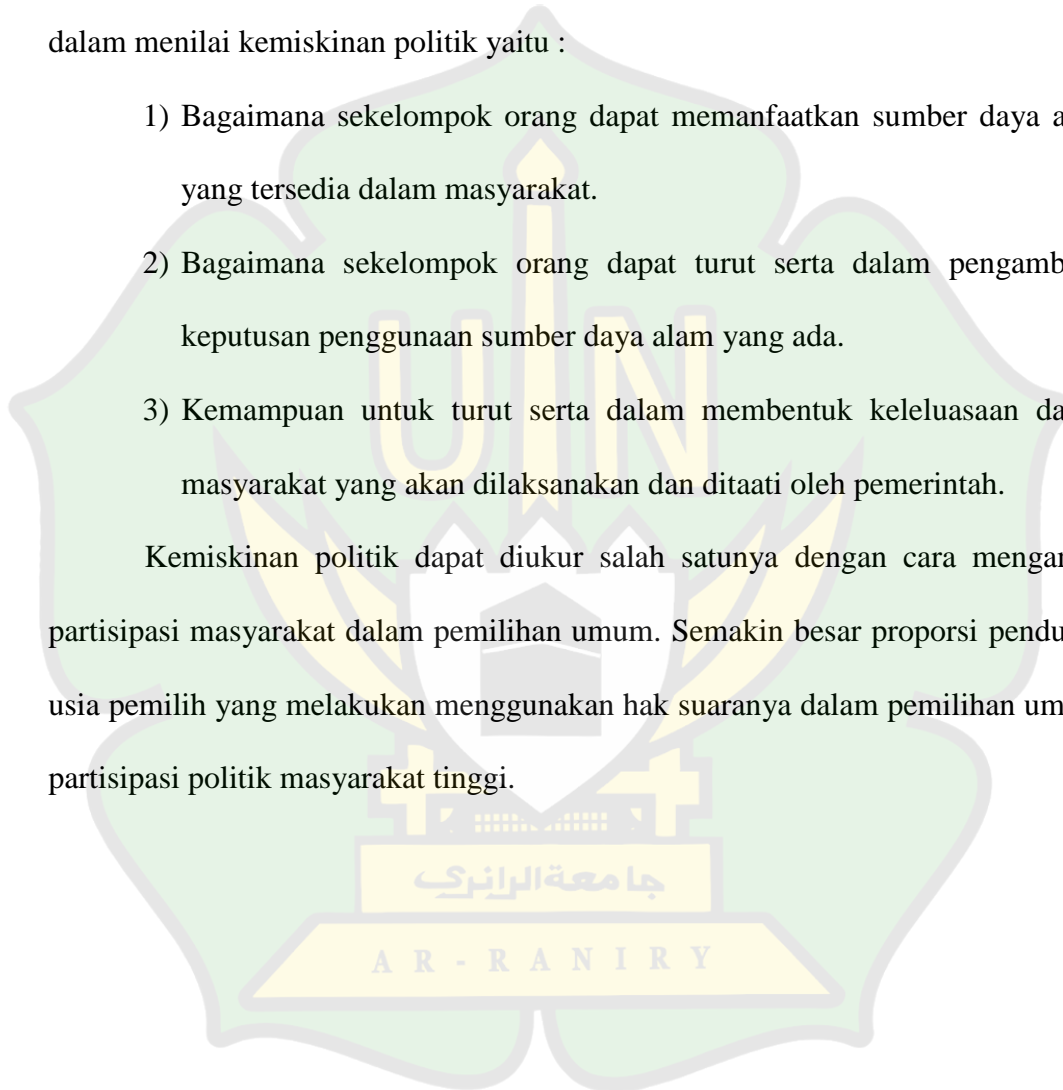 dalam menilai kemiskinan politik yaitu :
1) Bagaimana sekelompok orang dapat memanfaatkan sumber daya a
yang tersedia dalam masyarakat.
2) Bagaimana sekelompok orang dapat turut serta dalam pengamb
keputusan penggunaan sumber daya alam yang ada.
3) Kemampuan untuk turut serta dalam membentuk keleluasaan da
masyarakat yang akan dilaksanakan dan ditaati oleh pemerintah.
Kemiskinan politik dapat diukur salah satunya dengan cara mengan
partisipasi masyarakat dalam pemilihan umum. Semakin besar proporsi pendu
usia pemilih yang melakukan menggunakan hak suaranya dalam pemilihan um
partisipasi politik masyarakat tinggi.
UIN
جامعة الرانري
AR-RANIRY